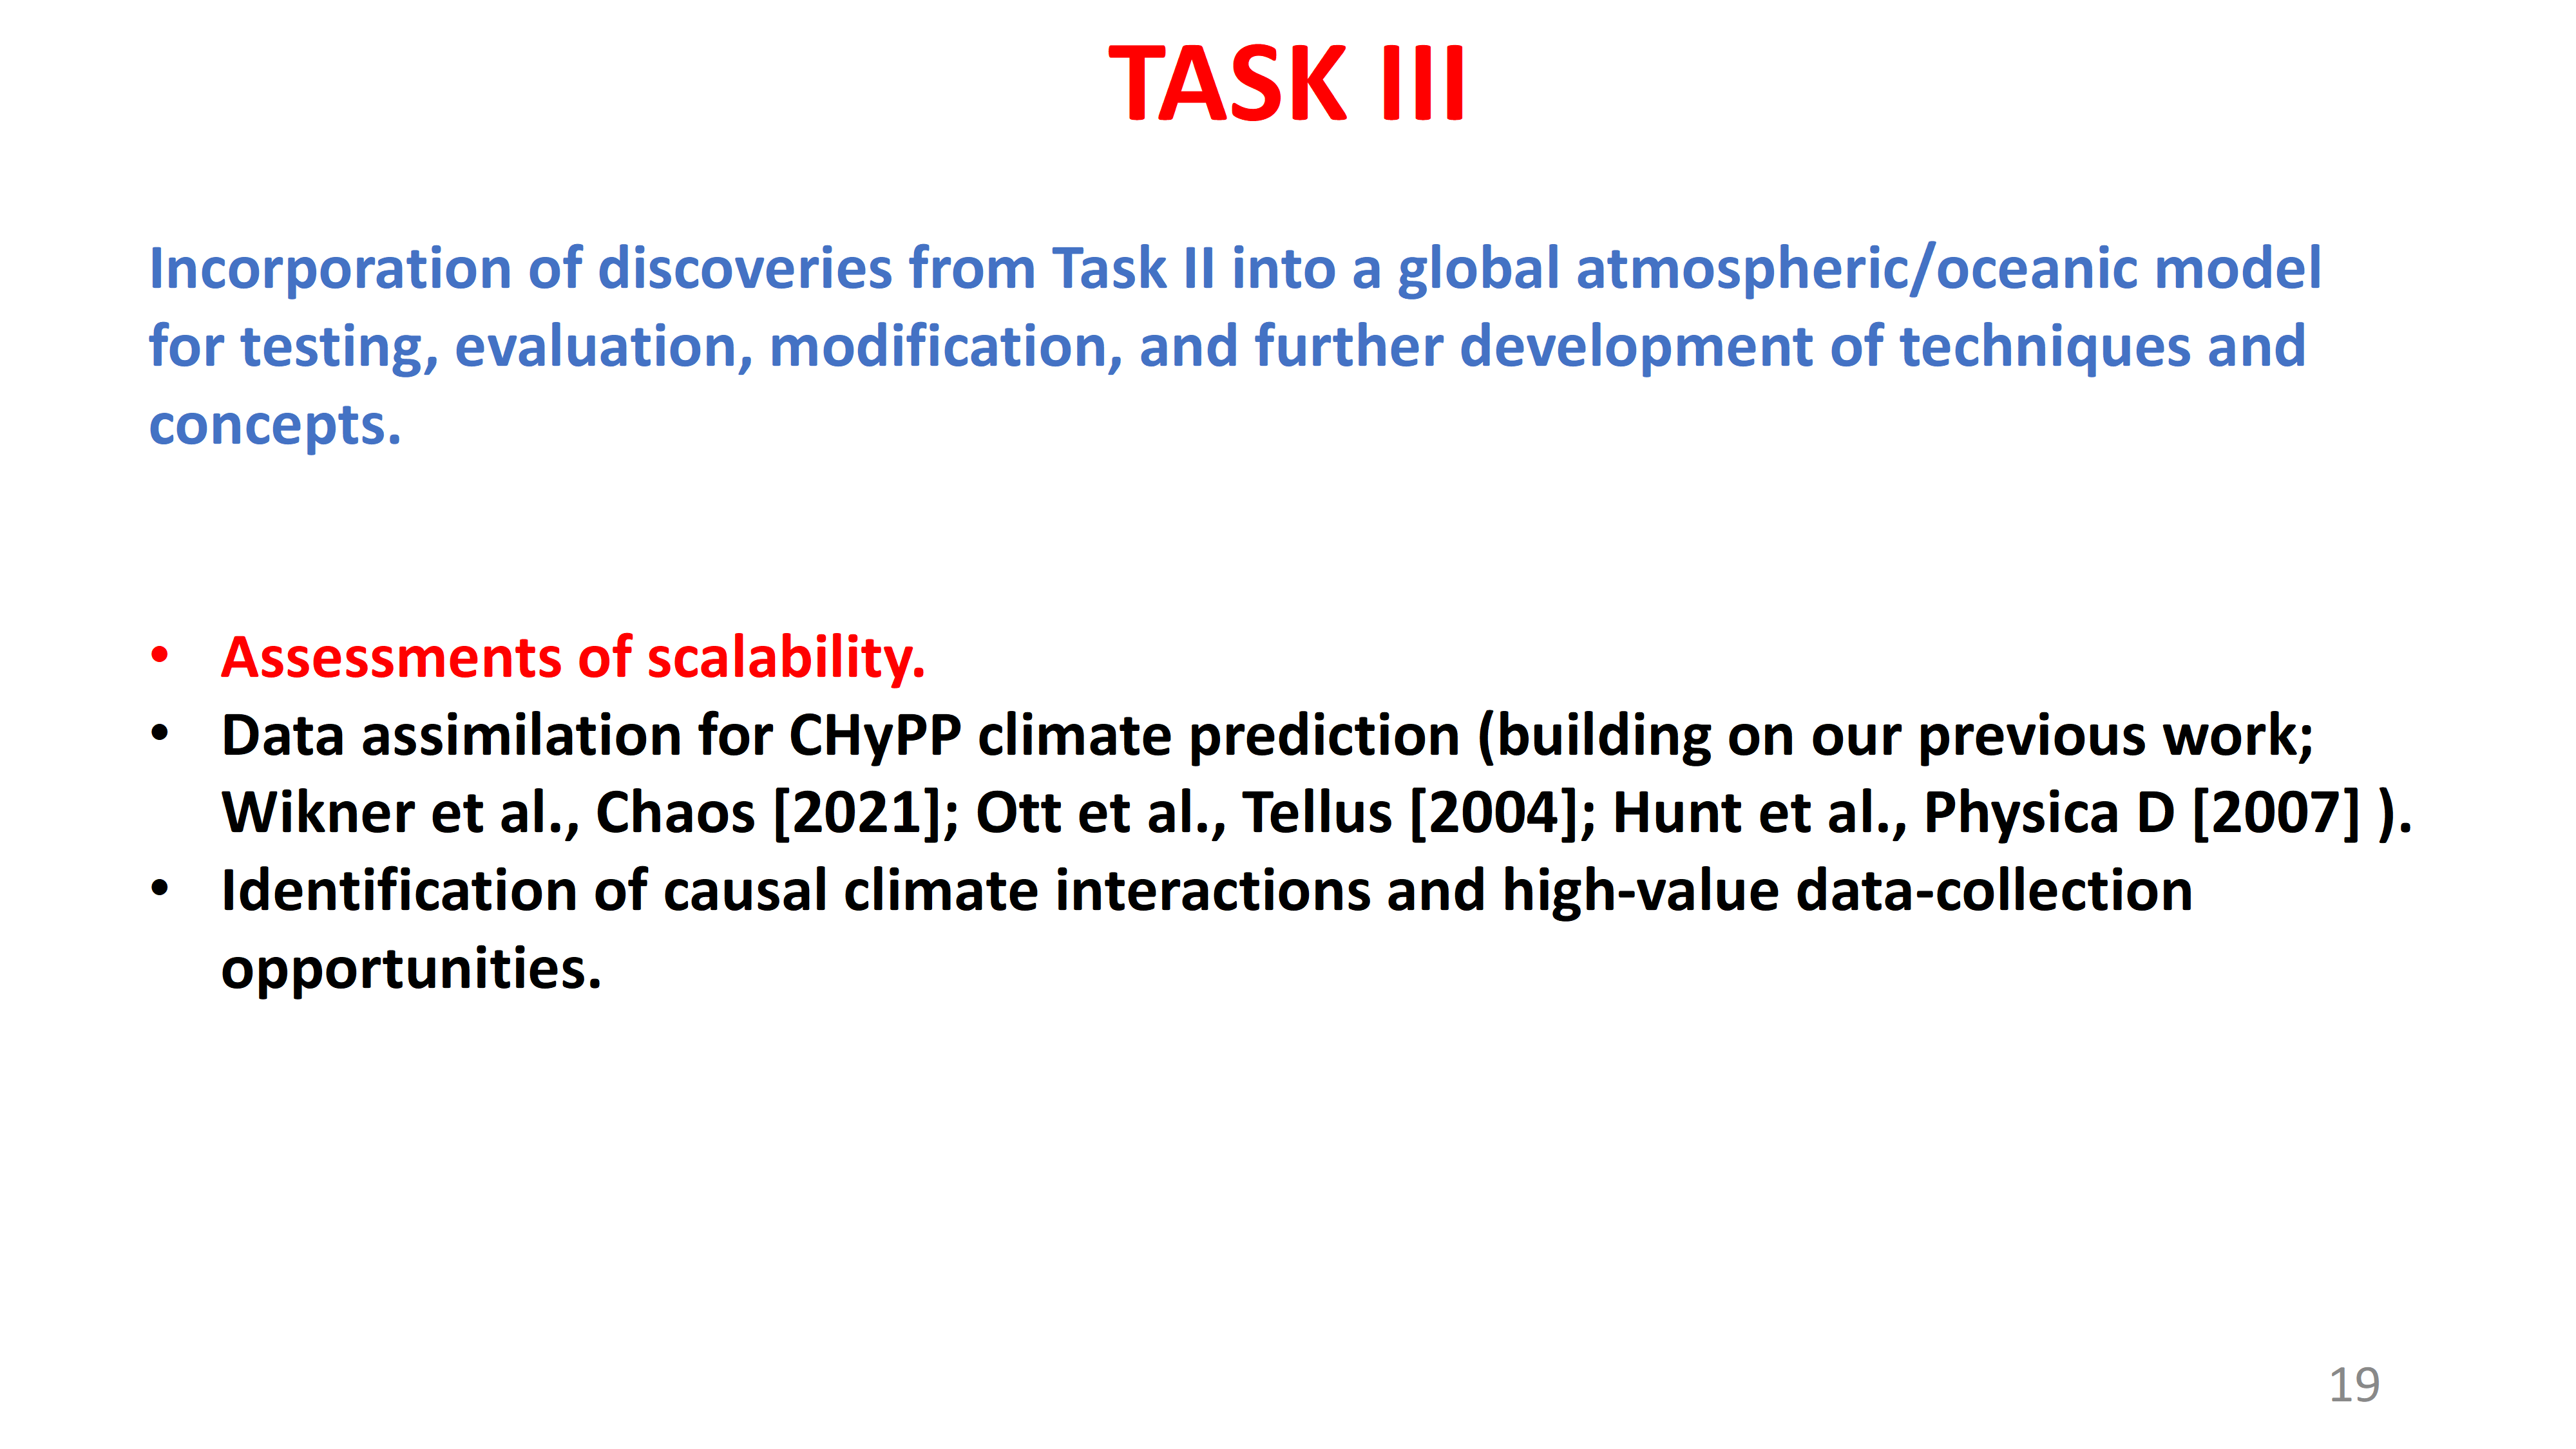 TASK III
Incorporation of discoveries from Task II into a global atmospheric/oceanic model
for testing, evaluation, modification, and further development of techniques and
concepts.
• Assessments of scalability.
• Data assimilation for CHyPP climate prediction (building on our previous work;
Wikner et al., Chaos [2021]; Ott et al., Tellus [2004]; Hunt et al., Physica D [2007] ).
• Identification of causal climate interactions and high-value data-collection
opportunities.
19